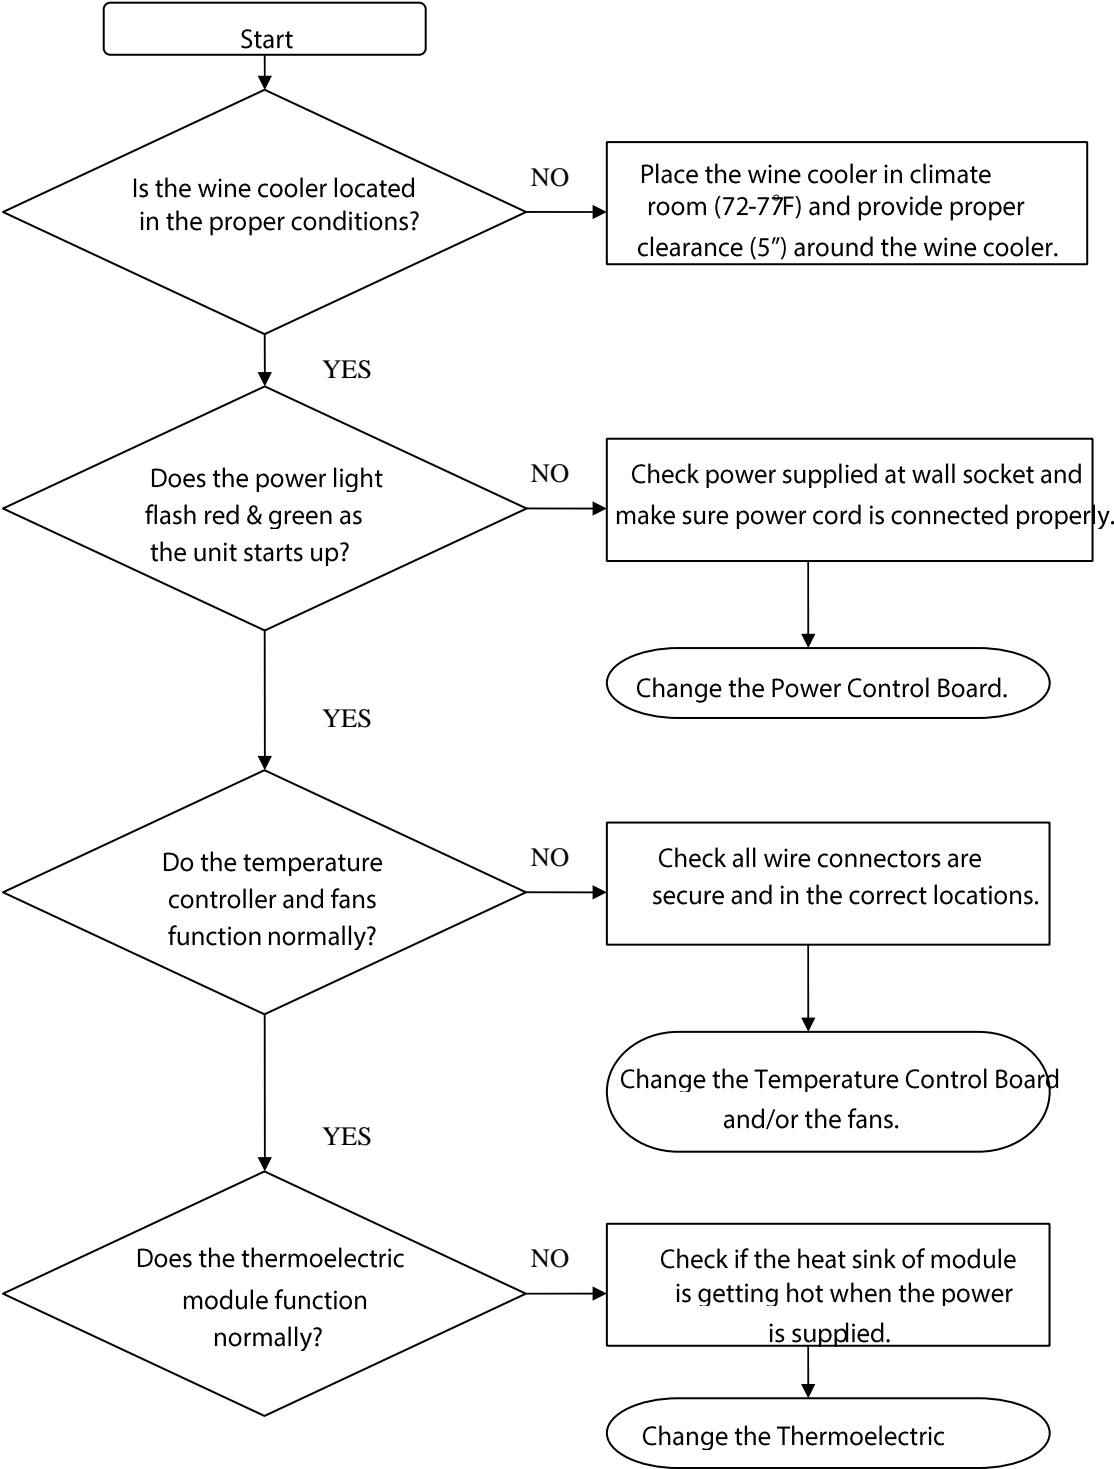 Start
Is the wine cooler located
in the proper conditions?
NO
Place the wine cooler in climate
room (72-77°F) and provide proper
clearance (5”) around the wine cooler.
YES
Does the power light
flash red & green as
the unit starts up?
NO
Check power supplied at wall socket and
make sure power cord is connected properly.
Change the Power Control Board.
YES
Do the temperature
controller and fans
function normally?
NO
Check all wire connectors are
secure and in the correct locations.
Change the Temperature Control Board
and/or the fans.
YES
Does the thermoelectric
module function
normally?
NO
Check if the heat sink of module
is getting hot when the power
is supplied.
Change the Thermoelectric